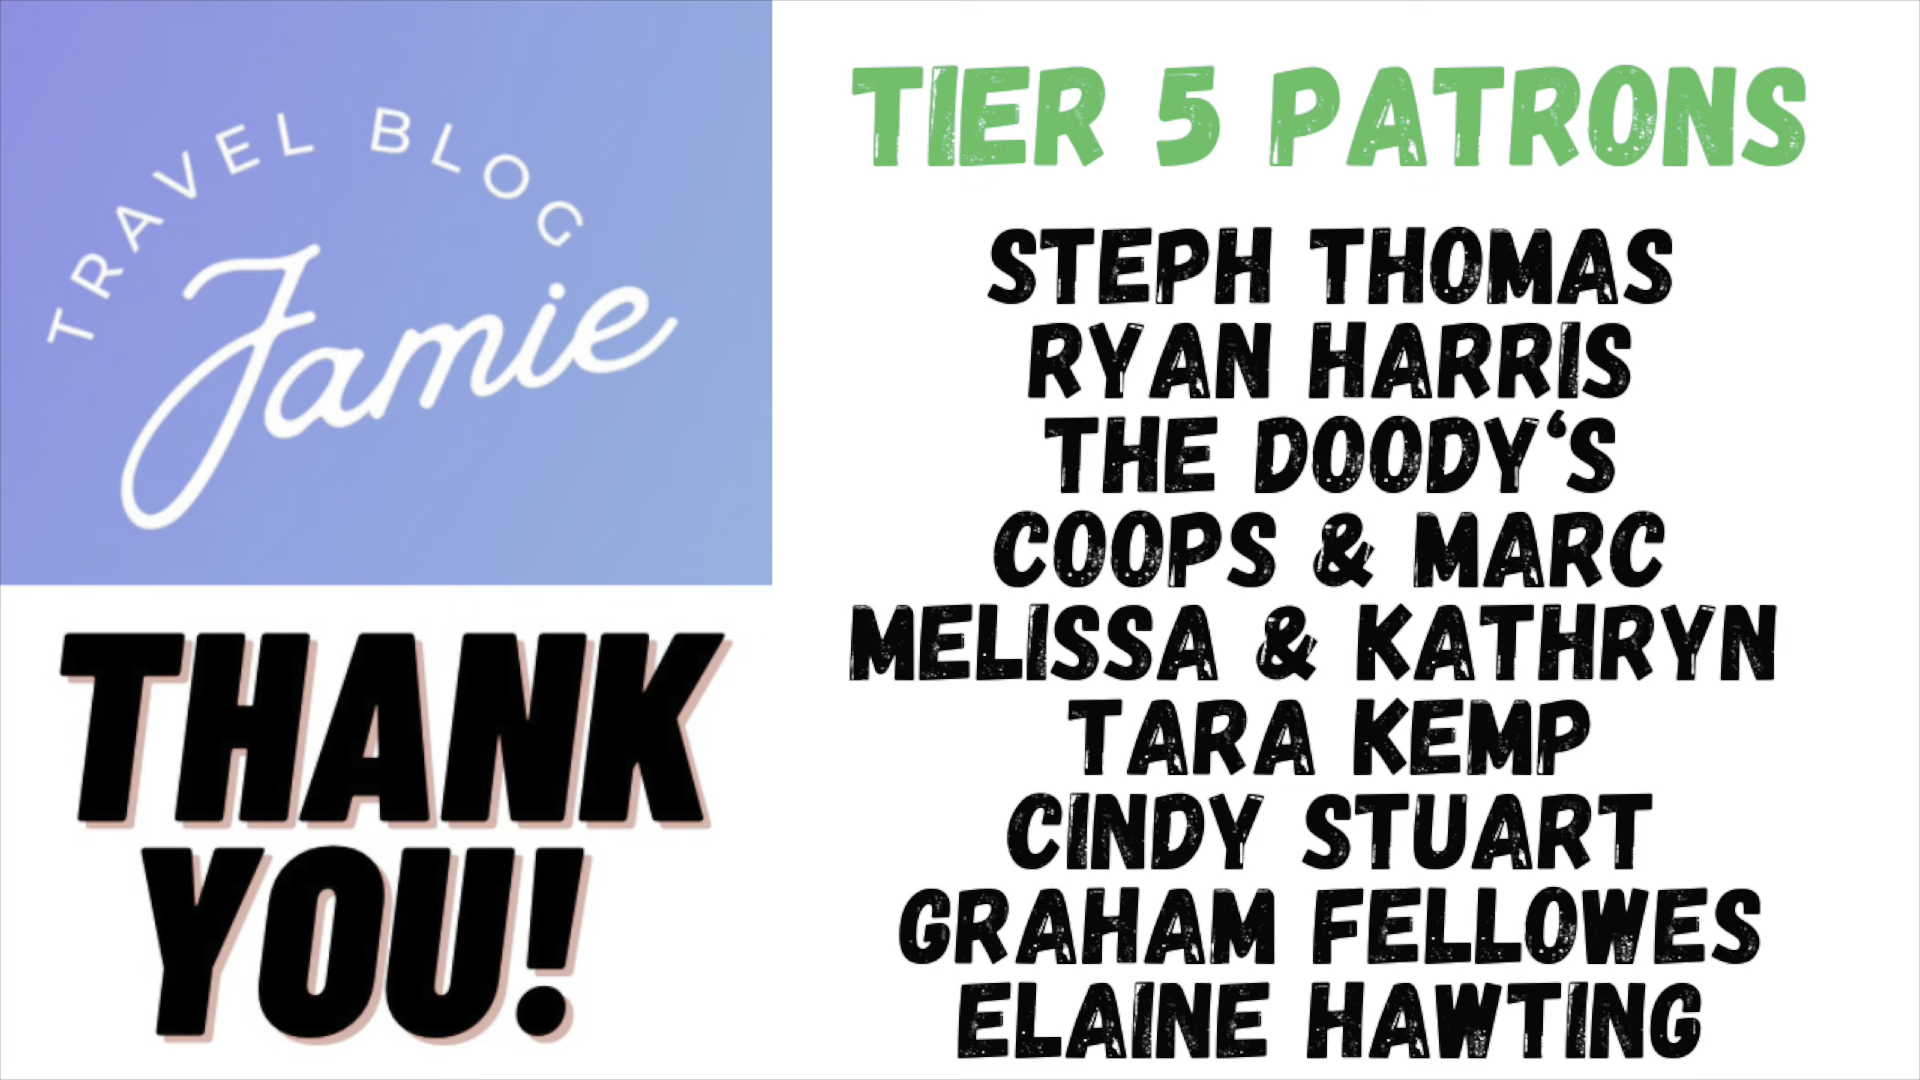 TRAVEL BLOG
Jamie
THANK
YOU!
TIER 5 PATRONS
STEPH THOMAS
RYAN HARRIS
THE DOODY‘S
COOPS & MARC
MELISSA & KATHRYN
TARA KEMP
CINDY STUART
GRAHAM FELLOWES
ELAINE HAWTING